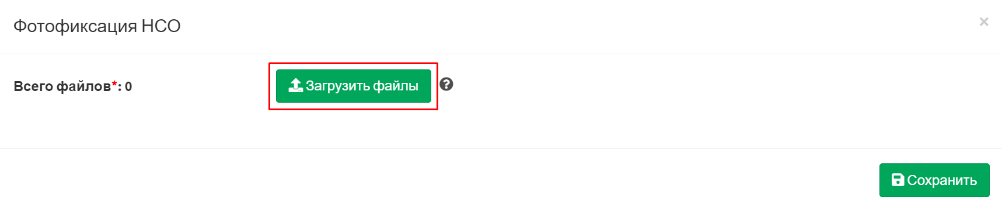 Фотофиксация НСО
×
Всего файлов*: 0
Загрузить файлы
?
Сохранить